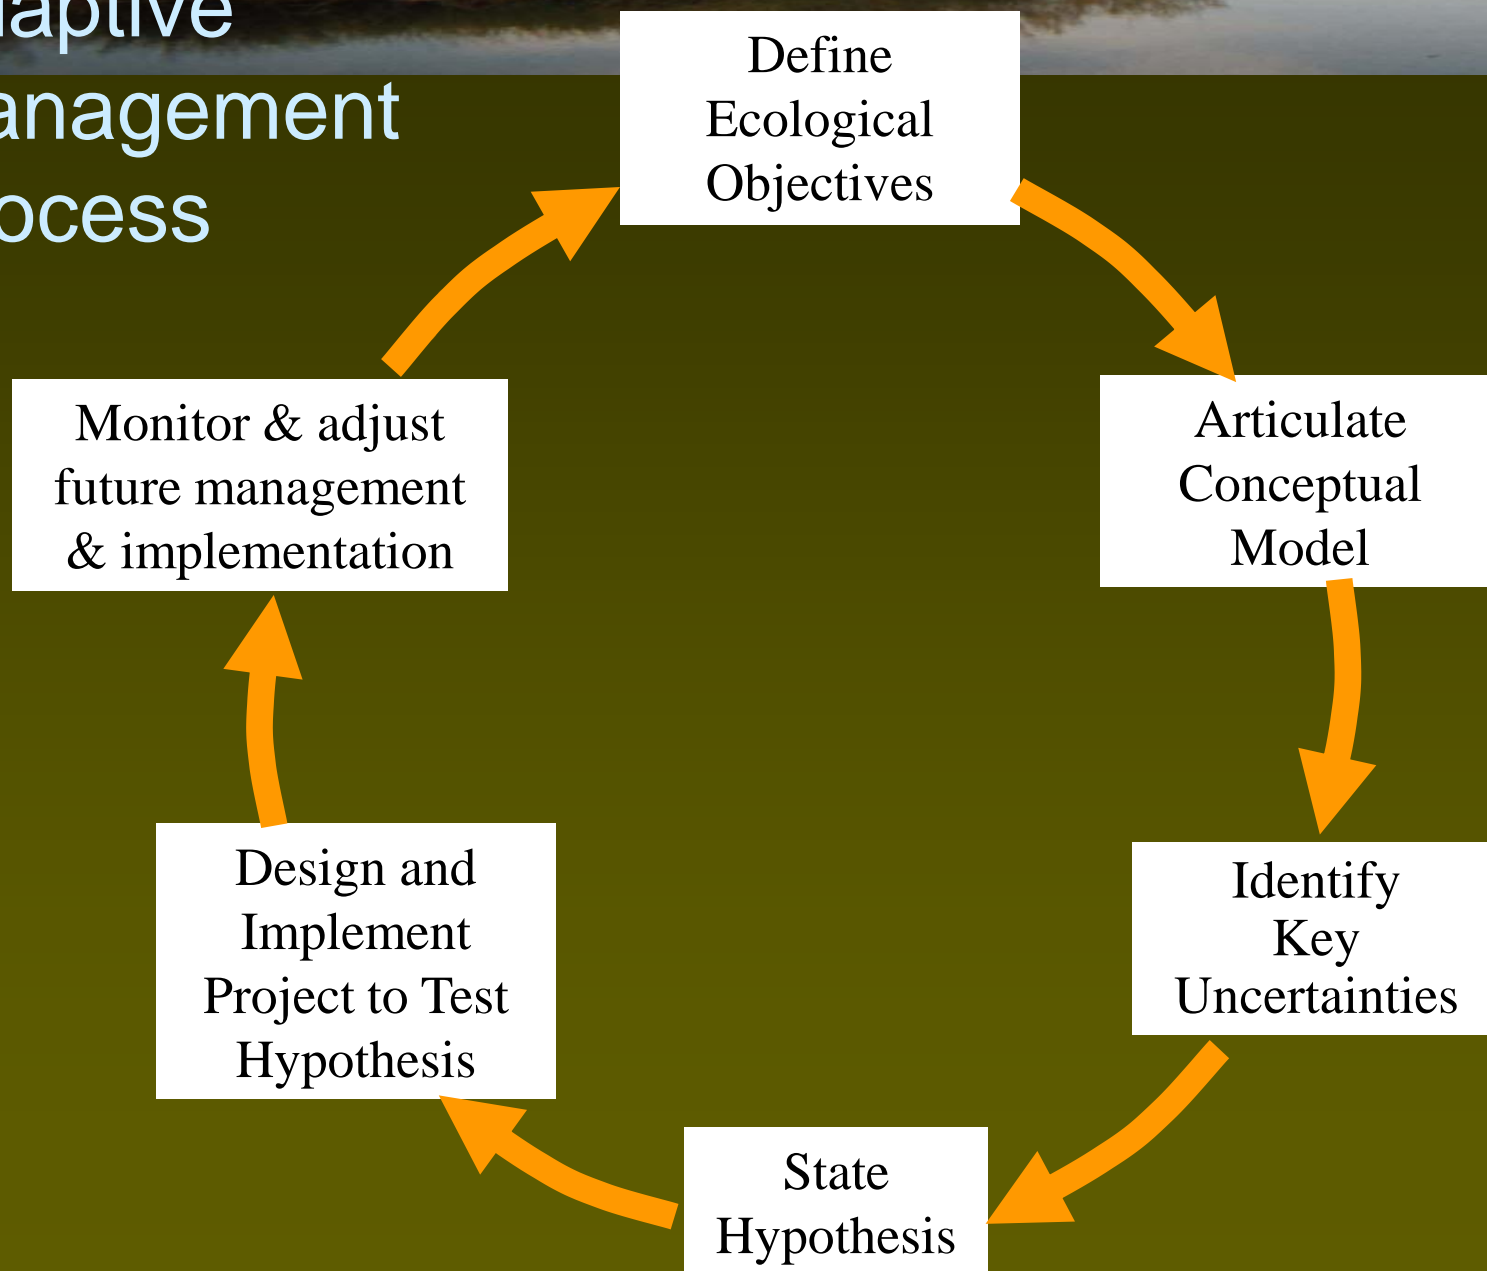 daptive
anagement
ocess
Define
Ecological
Objectives
Articulate
Conceptual
Model
Identify
Key
Uncertainties
State
Hypothesis
Design and
Implement
Project to Test
Hypothesis
Monitor & adjust
future management
& implementation